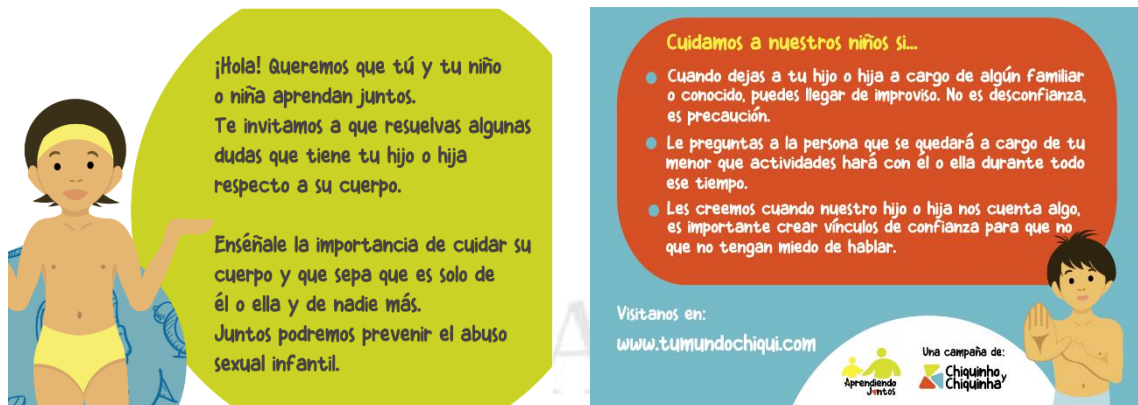 ¡Hola! Queremos que tú y tu niño
o niña aprendan juntos.
Te invitamos a que resuelvas algunas
dudas que tiene tu hijo o hija
respecto a su cuerpo.
Enséñale la importancia de cuidar su
cuerpo y que sepa que es solo de
él o ella y de nadie más.
Juntos podremos prevenir el abuso
sexual infantil.
Cuidamos a nuestros niños si...
Cuando dejas a tu hijo o hija a cargo de algún familiar
o conocido, puedes llegar de improviso. No es desconfianza,
es precaución.
Le preguntas a la persona que se quedará a cargo de tu
menor que actividades hará con él o ella durante todo
ese tiempo.
Les creemos cuando nuestro hijo o hija nos cuenta algo,
es importante crear vínculos de confianza para que no
que no tengan miedo de hablar.
Visitanos en:
www.tumundochiqui.com
Aprendiendo
Juntos
Una campaña de:
Chiquinho y
Chiquinha